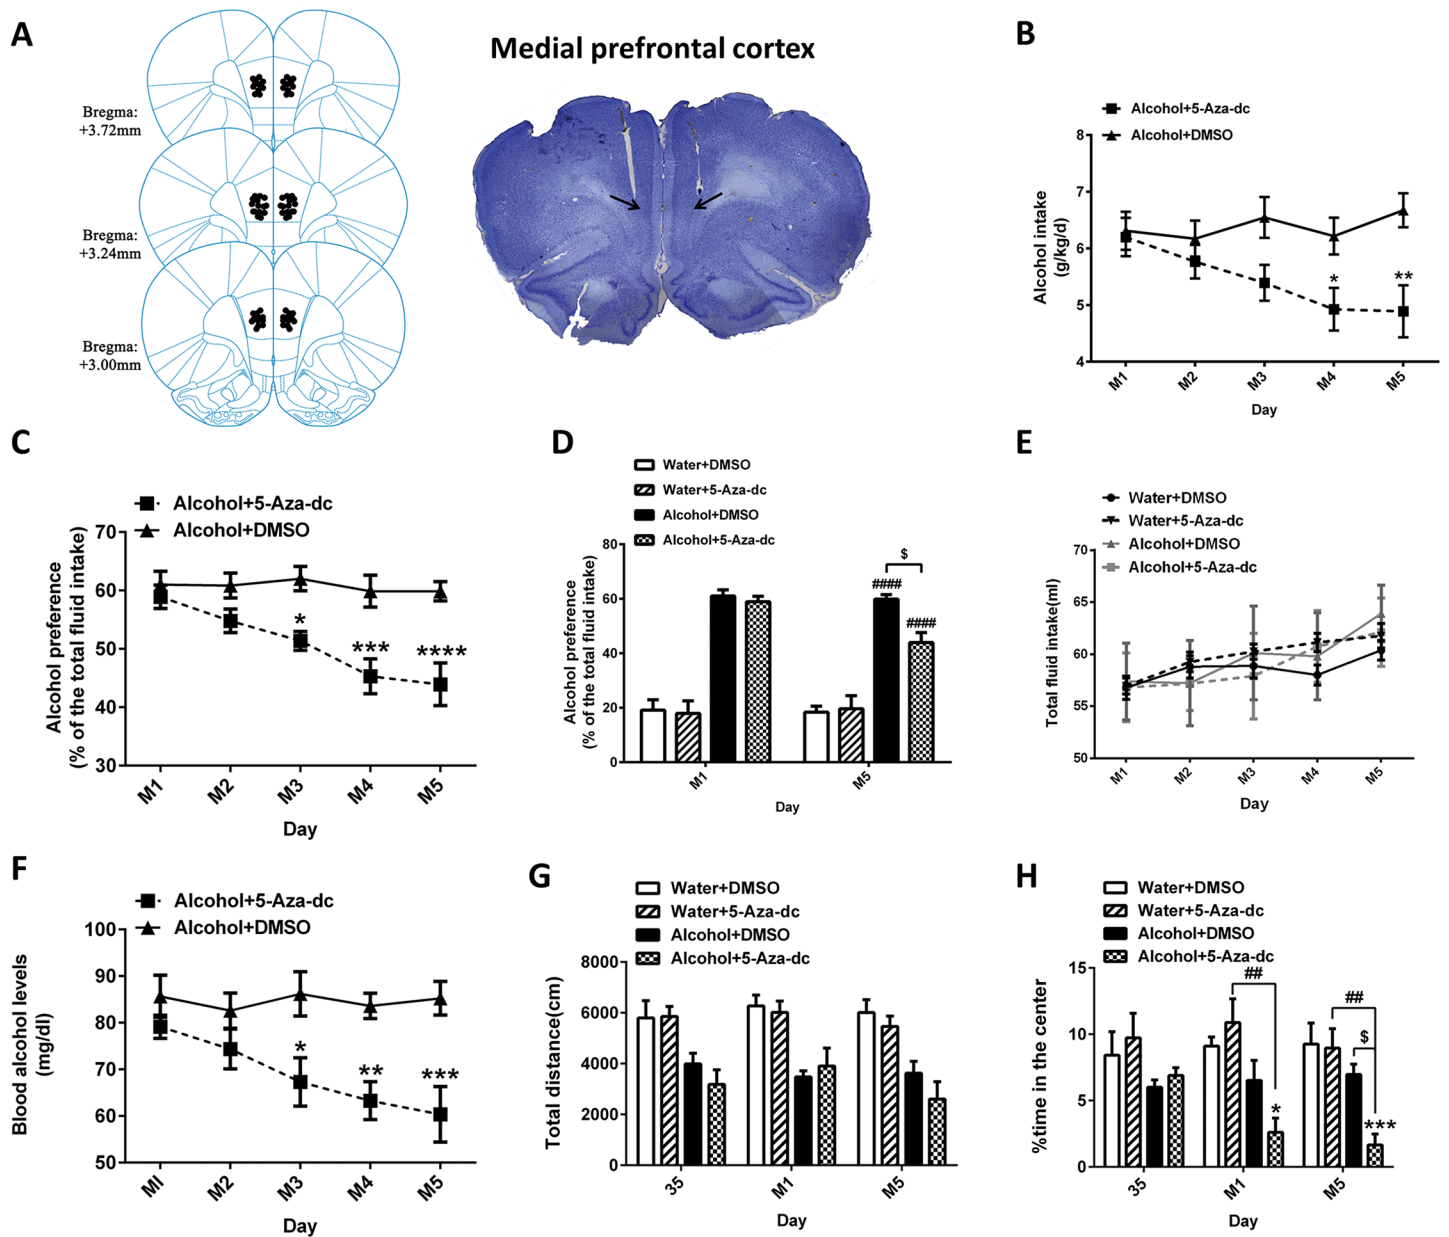 A
Medial prefrontal cortex
Bregma:
+3.72mm
Bregma:
+3.24mm
Bregma:
+3.00mm
B
Alcohol+5-Aza-dc
Alcohol+DMSO
Alcohol intake
(g/kg/d)
8
7
6
5
4
*
**
M1
M2
M3
M4
M5
Day
C
Alcohol+5-Aza-dc
Alcohol+DMSO
Alcohol preference
(% of the total fluid intake)
70
60
50
40
30
*
***
****
M1
M2
M3
M4
M5
Day
D
Water+DMSO
Water+5-Aza-dc
Alcohol+DMSO
Alcohol+5-Aza-dc
Alcohol preference
(% of the total fluid intake)
80
60
40
20
0
$
####
####
M1
M5
Day
E
Water+DMSO
Water+5-Aza-dc
Alcohol+DMSO
Alcohol+5-Aza-dc
Total fluid intake(ml)
70
65
60
55
50
M1
M2
M3
M4
M5
Day
F
Alcohol+5-Aza-dc
Alcohol+DMSO
Blood alcohol levels
(mg/dl)
100
90
80
70
60
50
*
**
***
MI
M2
M3
M4
M5
Day
G
Water+DMSO
Water+5-Aza-dc
Alcohol+DMSO
Alcohol+5-Aza-dc
Total distance(cm)
8000
6000
4000
2000
0
35
M1
M5
Day
H
Water+DMSO
Water+5-Aza-dc
Alcohol+DMSO
Alcohol+5-Aza-dc
%time in the center
15
10
5
0
##
*
##
$
***
35
M1
M5
Day